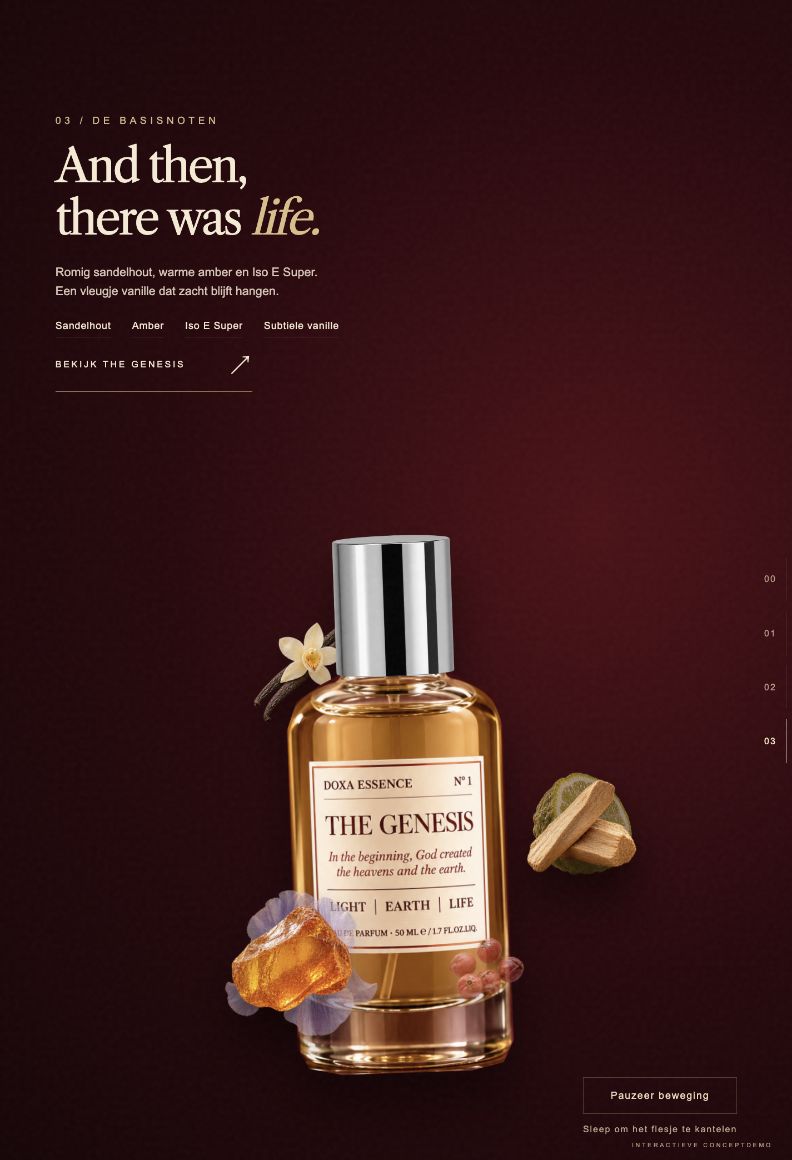 03 / DE BASISNOTEN
And then,
there was life.
Romig sandelhout, warme amber en Iso E Super.
Een vleugje vanille dat zacht blijft hangen.
Sandelhout Amber Iso E Super Subtiele vanille
BEKIJK THE GENESIS
00
01
02
03
DOXA ESSENCE Nº 1
THE GENESIS
In the beginning, God created
the heavens and the earth.
LIGHT | EARTH | LIFE
DE PARFUM • 50 ML ℮ / 1.7 FL.OZ.LIQ.
Pauzeer beweging
Sleep om het flesje te kantelen
INTERACTIEVE CONCEPTDEMO